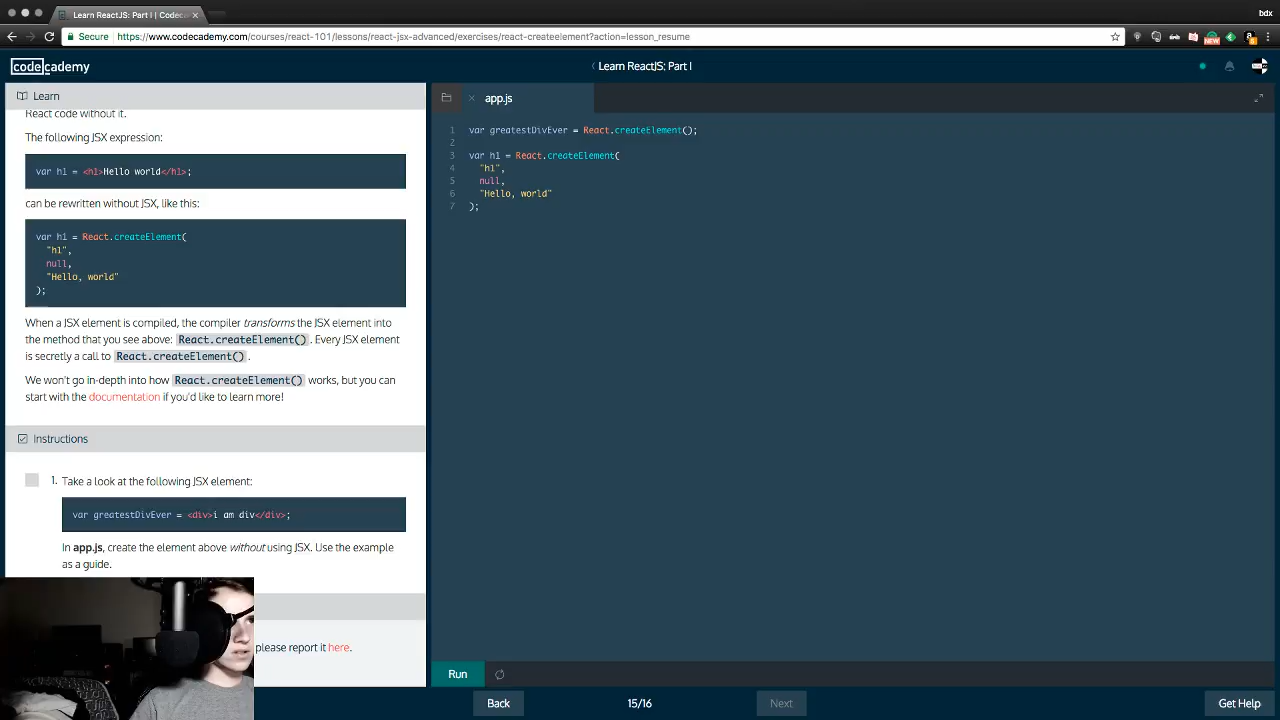 Learn ReactJS: Part I | Codec
bdx
Secure https://www.codecademy.com/courses/react-101/lessons/react-jsx-advanced/exercises/react-createelement?action=lesson_resume
NEW
codecademy
Learn ReactJS: Part I
Learn
React code without it.
The following JSX expression:
var h1 = <h1>Hello world</h1>;
can be rewritten without JSX, like this:
var h1 = React.createElement(
"h1",
null,
"Hello, world"
);
When a JSX element is compiled, the compiler transforms the JSX element into
the method that you see above: React.createElement(). Every JSX element
is secretly a call to React.createElement().
We won't go in-depth into how React.createElement() works, but you can
start with the documentation if you'd like to learn more!
Instructions
1. Take a look at the following JSX element:
var greatestDivEver = <div>i am div</div>;
In app.js, create the element above without using JSX. Use the example
as a guide.
please report it here.
app.js
1 var greatestDivEver = React.createElement();
2
3 var h1 = React.createElement(
4 "h1",
5 null,
6 "Hello, world"
7 );
Run
Back
15/16
Next
Get Help